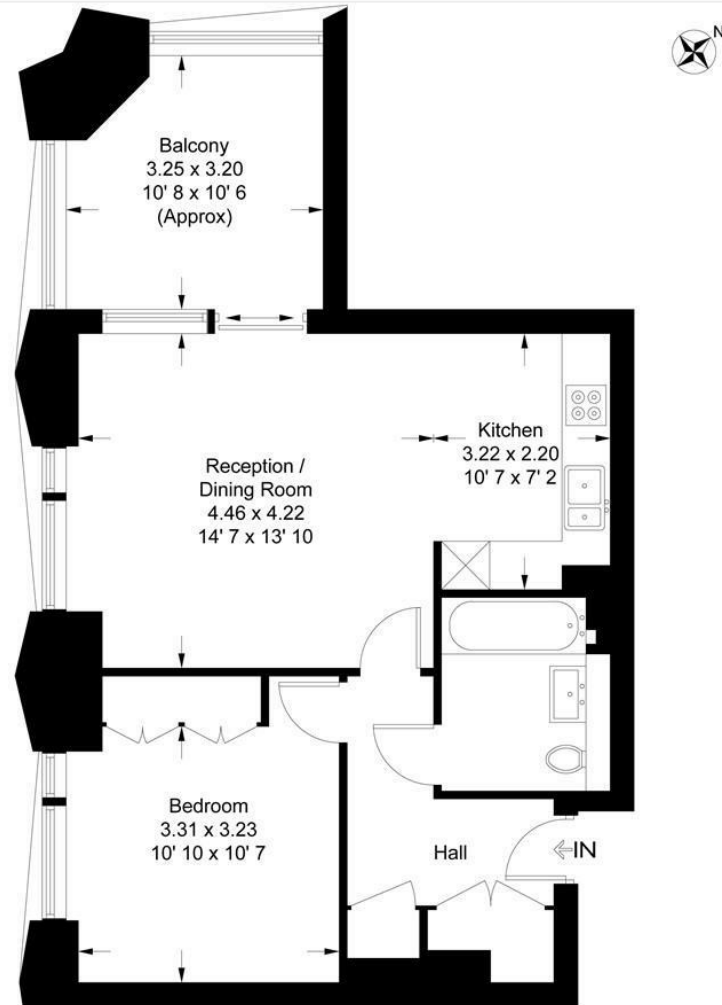 N
Balcony
3.25 x 3.20
10' 8 x 10' 6
(Approx)
Kitchen
3.22 x 2.20
10' 7 x 7' 2
Reception /
Dining Room
4.46 x 4.22
14' 7 x 13' 10
Bedroom
3.31 x 3.23
10' 10 x 10' 7
Hall
IN